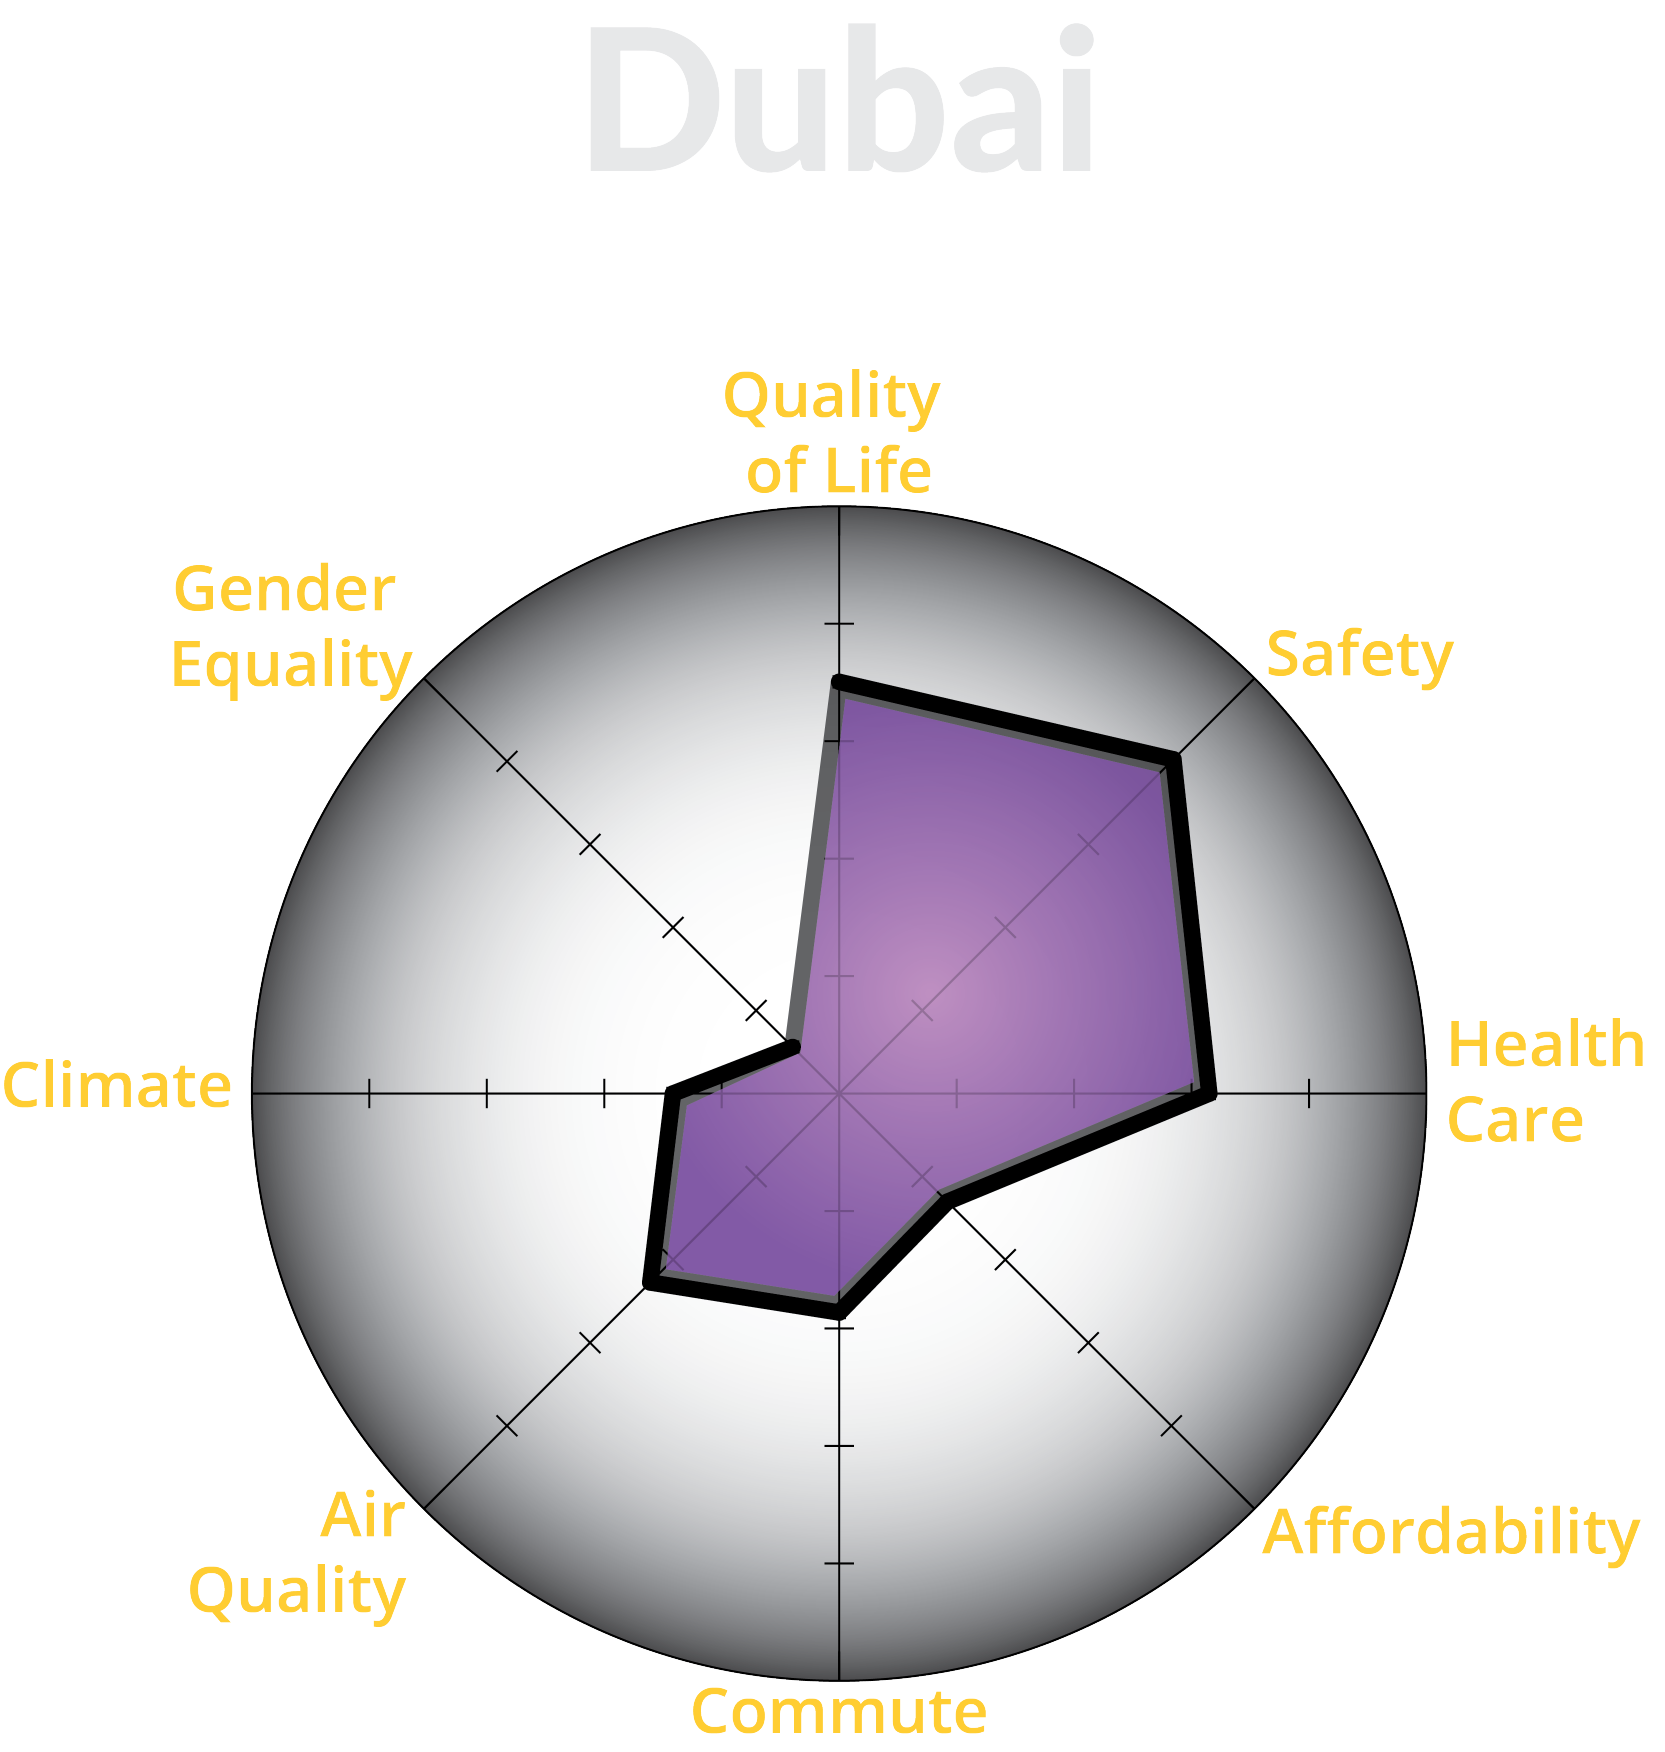 Dubai
Quality
of Life
Gender
Equality
Safety
Climate
Health
Care
Air
Quality
Affordability
Commute